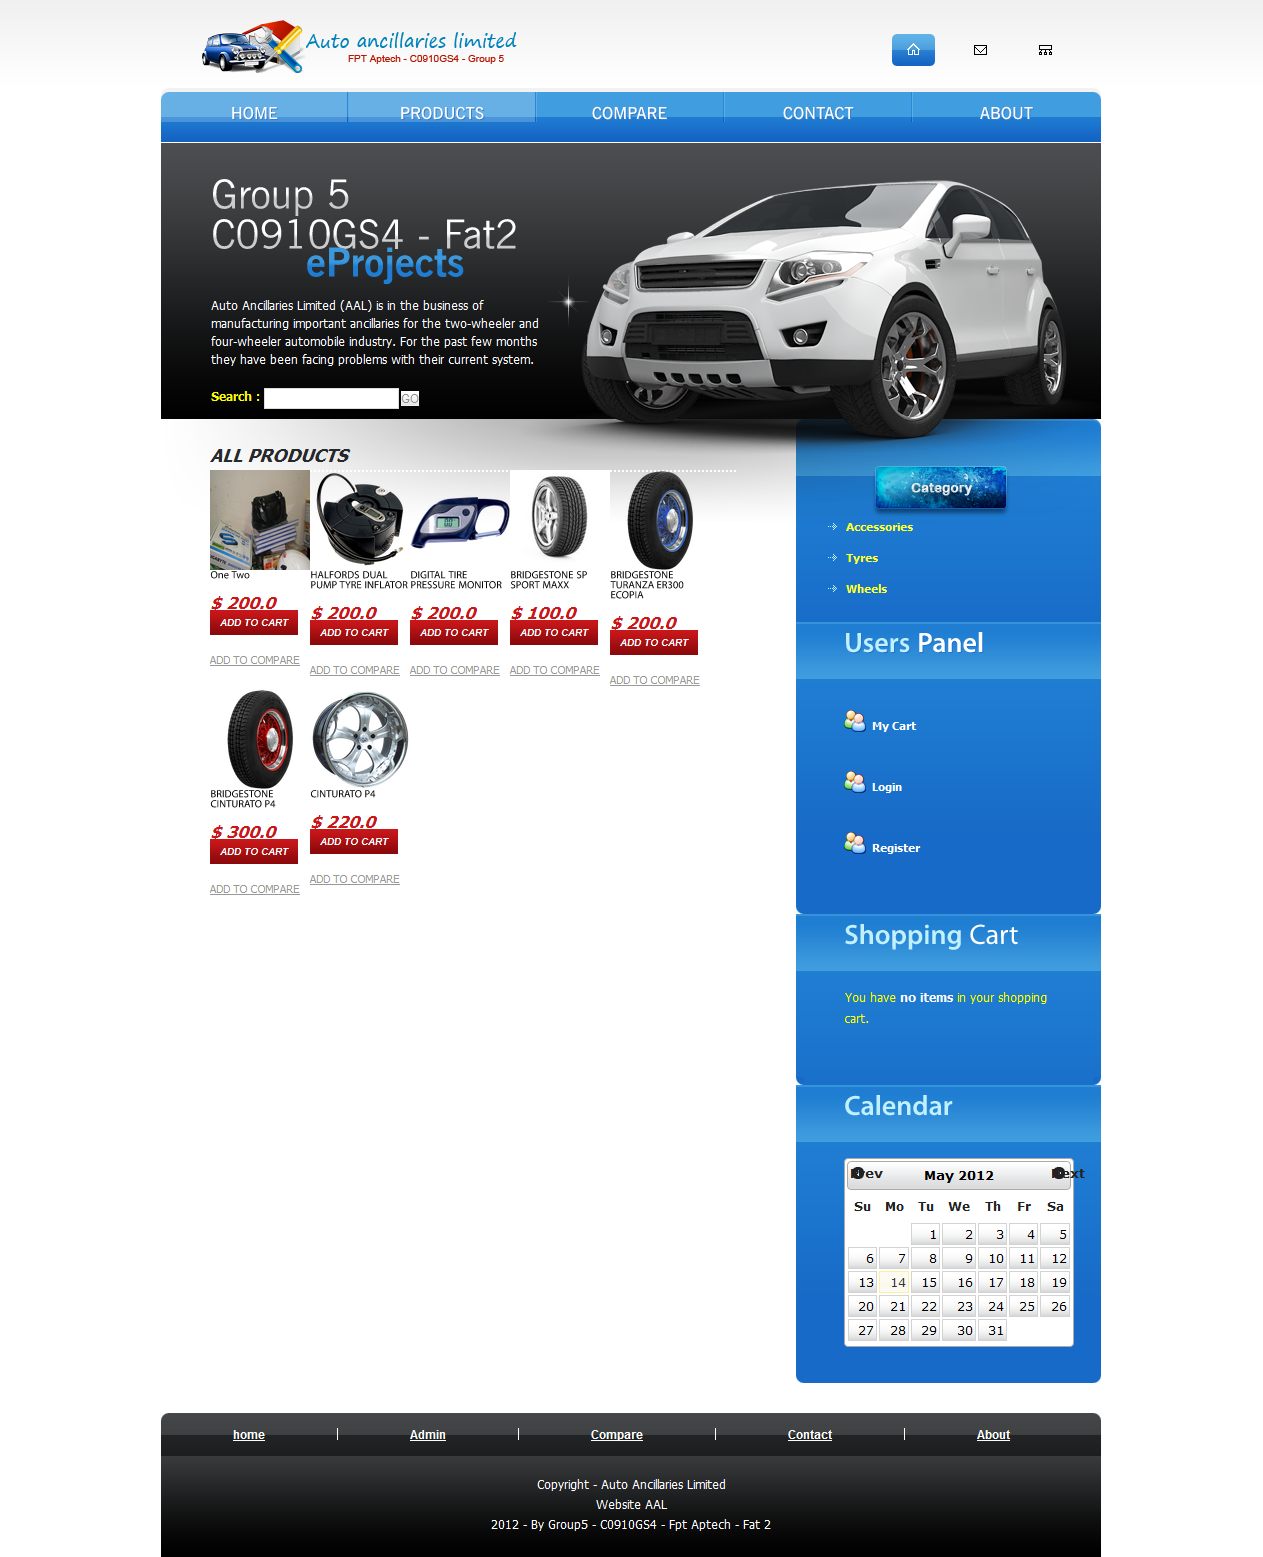 Auto ancillaries limited
FPT Aptech - C0910GS4 - Group 5
HOME
PRODUCTS
COMPARE
CONTACT
ABOUT
Group 5
C0910GS4 - Fat2
eProjects
Auto Ancillaries Limited (AAL) is in the business of
manufacturing important ancillaries for the two-wheeler and
four-wheeler automobile industry. For the past few months
they have been facing problems with their current system.
Search :
GO
ALL PRODUCTS
One Two
$ 200.0
ADD TO CART
ADD TO COMPARE
HALFORDS DUAL
PUMP TYRE INFLATOR
$ 200.0
ADD TO CART
ADD TO COMPARE
DIGITAL TIRE
PRESSURE MONITOR
$ 200.0
ADD TO CART
ADD TO COMPARE
BRIDGESTONE SP
SPORT MAXX
$ 100.0
ADD TO CART
ADD TO COMPARE
BRIDGESTONE
TURANZA ER300
ECOPIA
$ 200.0
ADD TO CART
ADD TO COMPARE
BRIDGESTONE
CINTURATO P4
$ 300.0
ADD TO CART
ADD TO COMPARE
CINTURATO P4
$ 220.0
ADD TO CART
ADD TO COMPARE
Category
Accessories
Tyres
Wheels
Users Panel
My Cart
Login
Register
Shopping Cart
You have no items in your shopping
cart.
Calendar
May 2012
Su Mo Tu We Th Fr Sa
1 2 3 4 5
6 7 8 9 10 11 12
13 14 15 16 17 18 19
20 21 22 23 24 25 26
27 28 29 30 31
home
Admin
Compare
Contact
About
Copyright - Auto Ancillaries Limited
Website AAL
2012 - By Group5 - C0910GS4 - Fpt Aptech - Fat 2